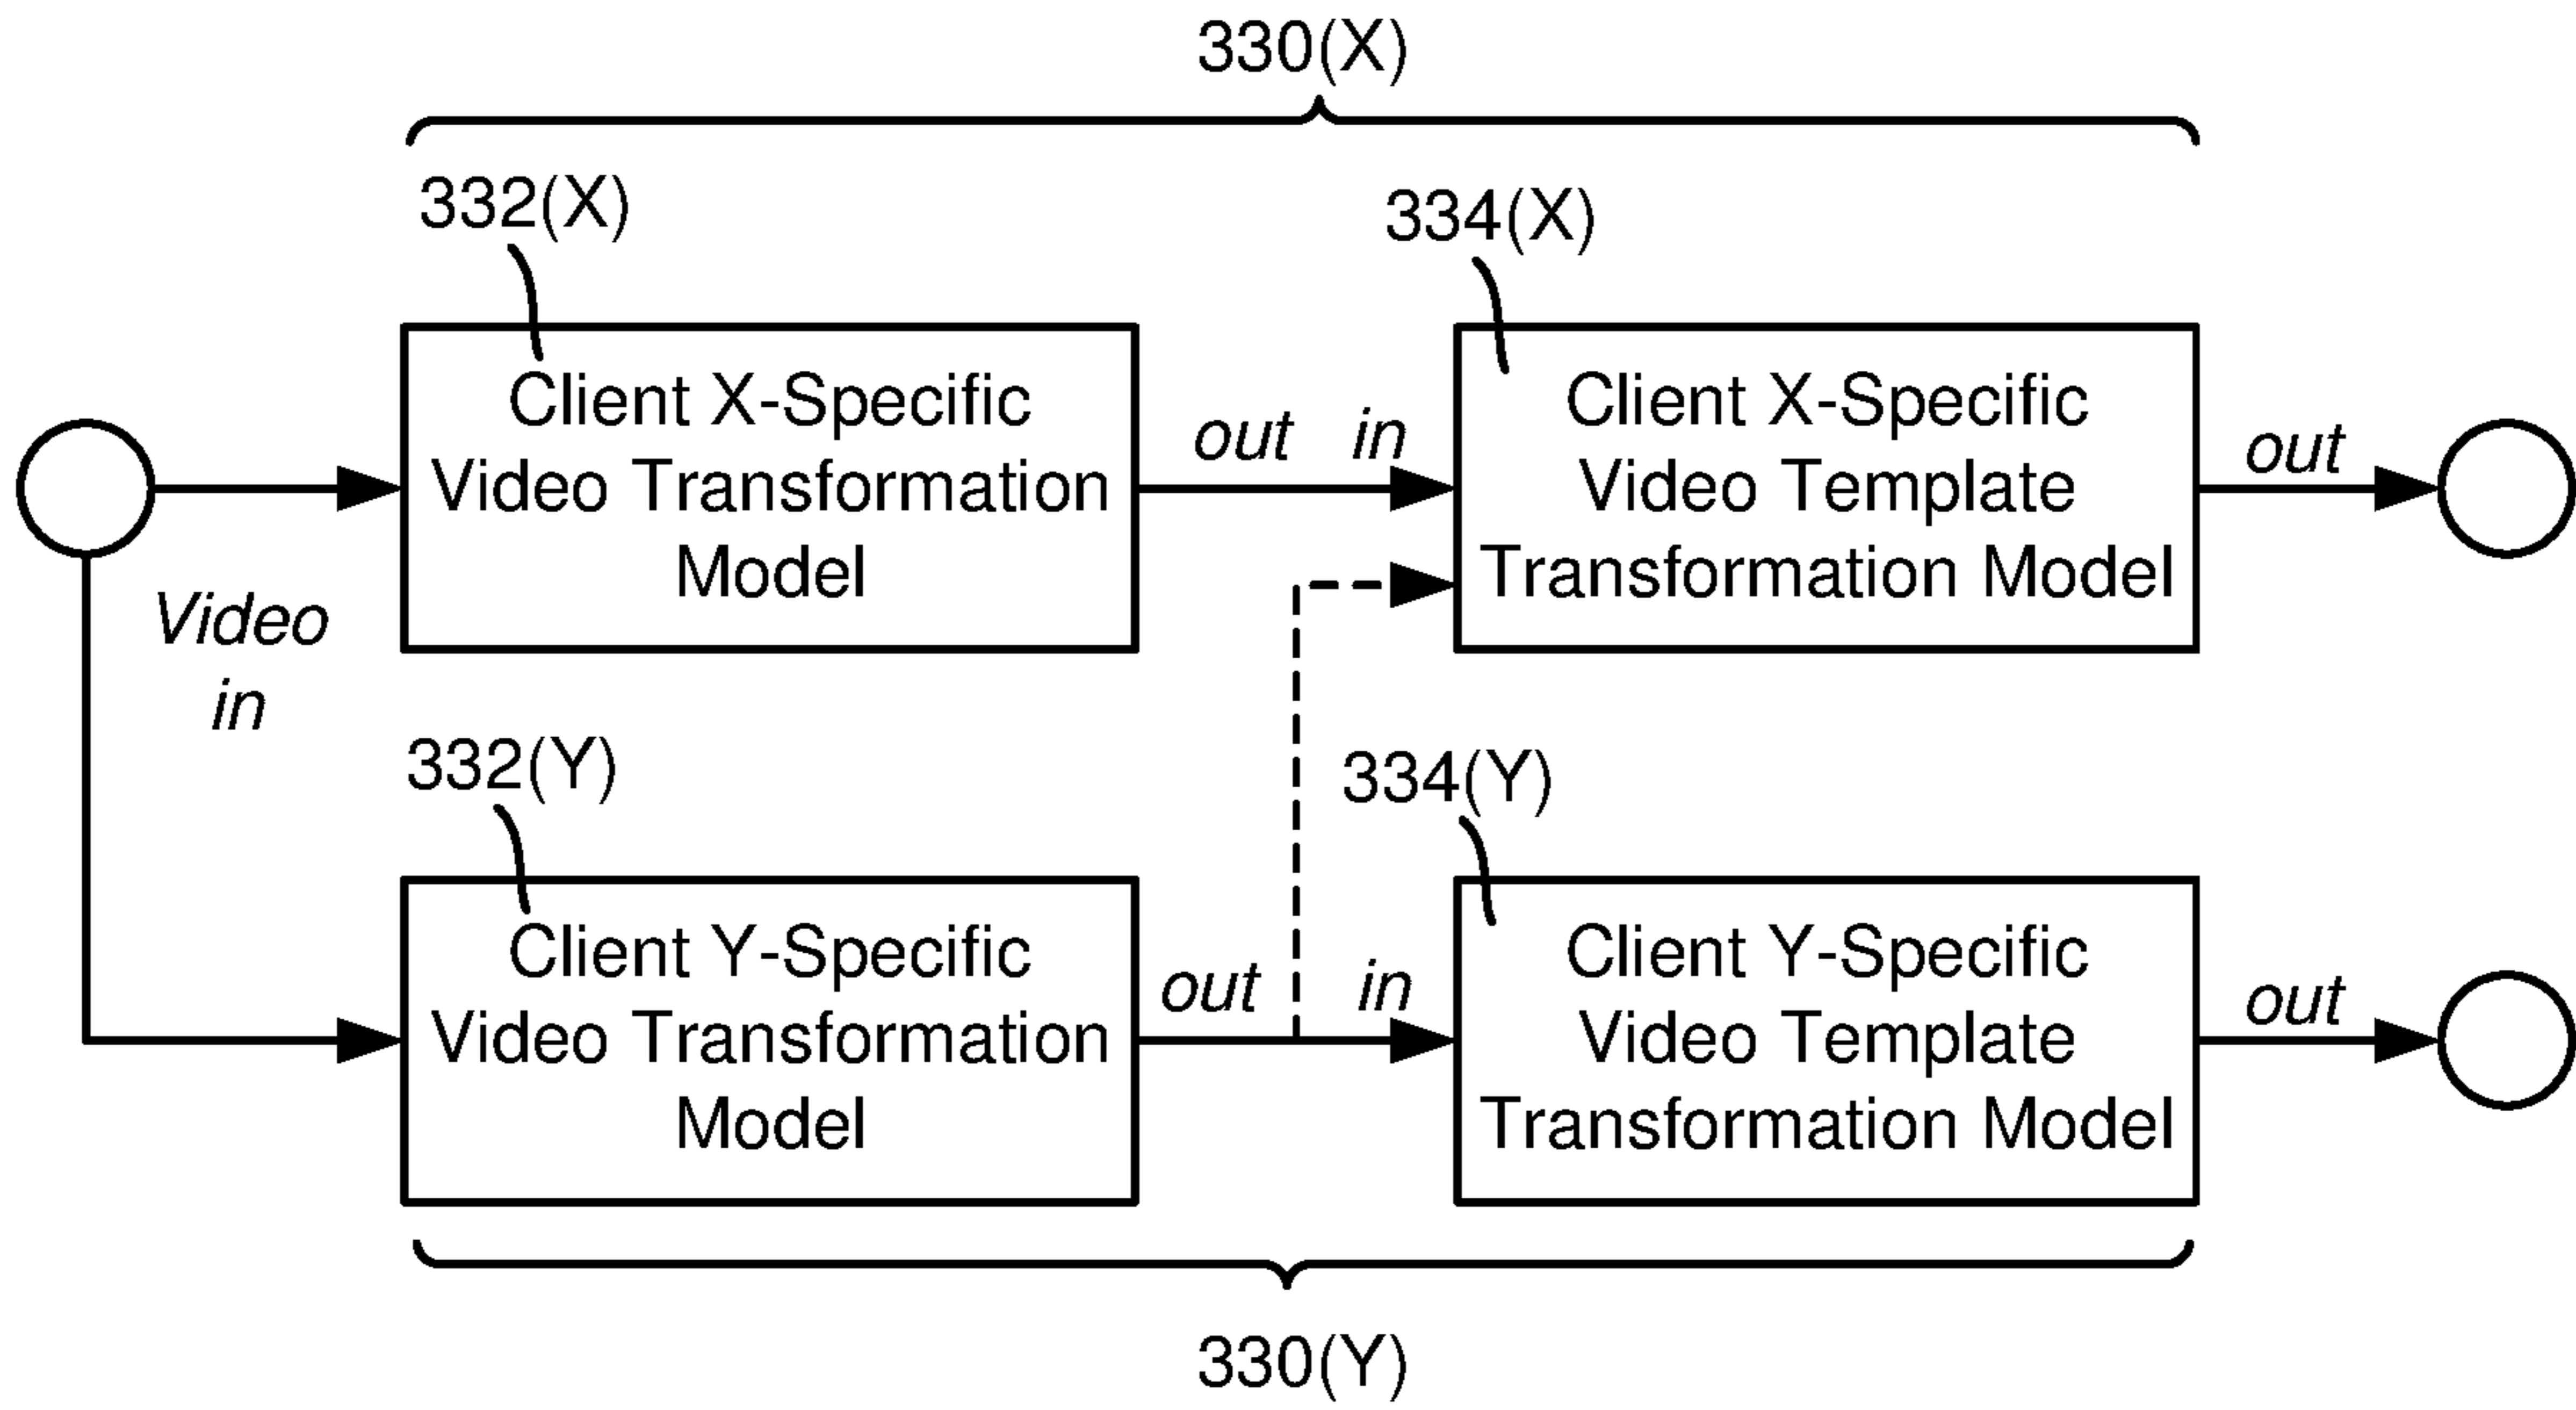 330(X)
332(X)
334(X)
Client X-Specific
Video Transformation
Model
out in
Client X-Specific
Video Template
Transformation Model
out
Video
in
332(Y)
334(Y)
Client Y-Specific
Video Transformation
Model
out in
Client Y-Specific
Video Template
Transformation Model
out
330(Y)